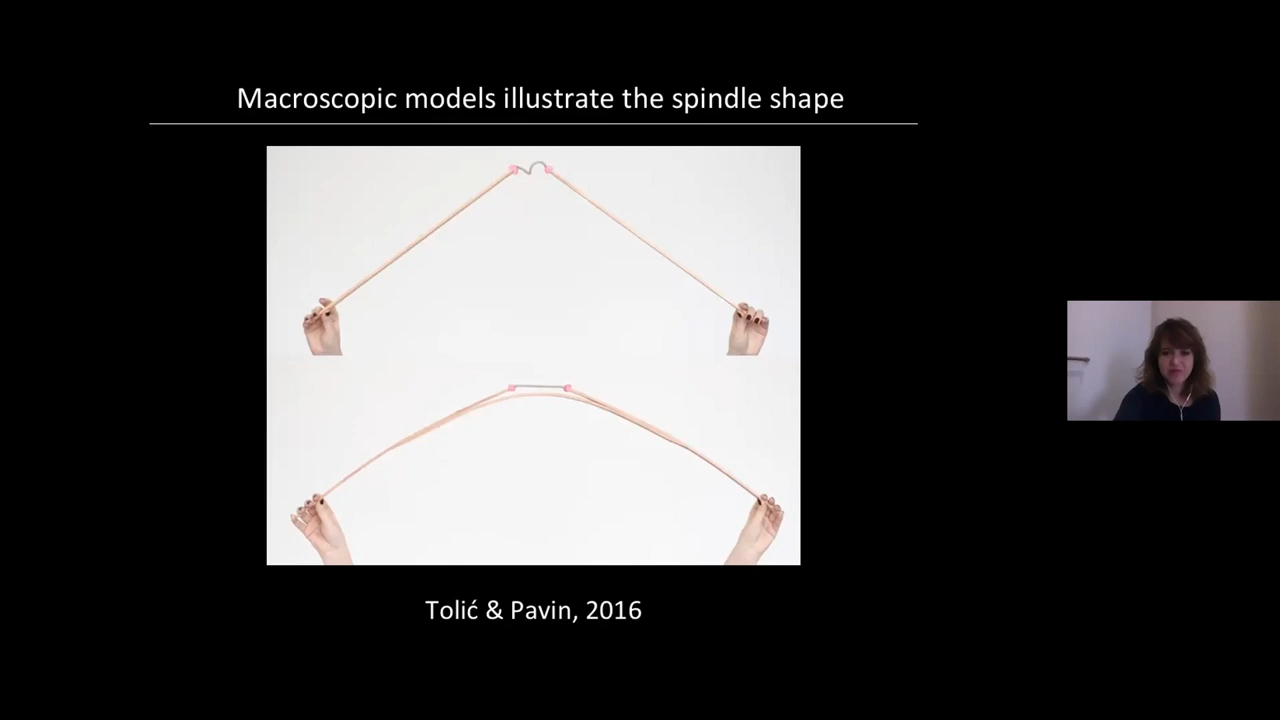 Macroscopic models illustrate the spindle shape
Tolić & Pavin, 2016